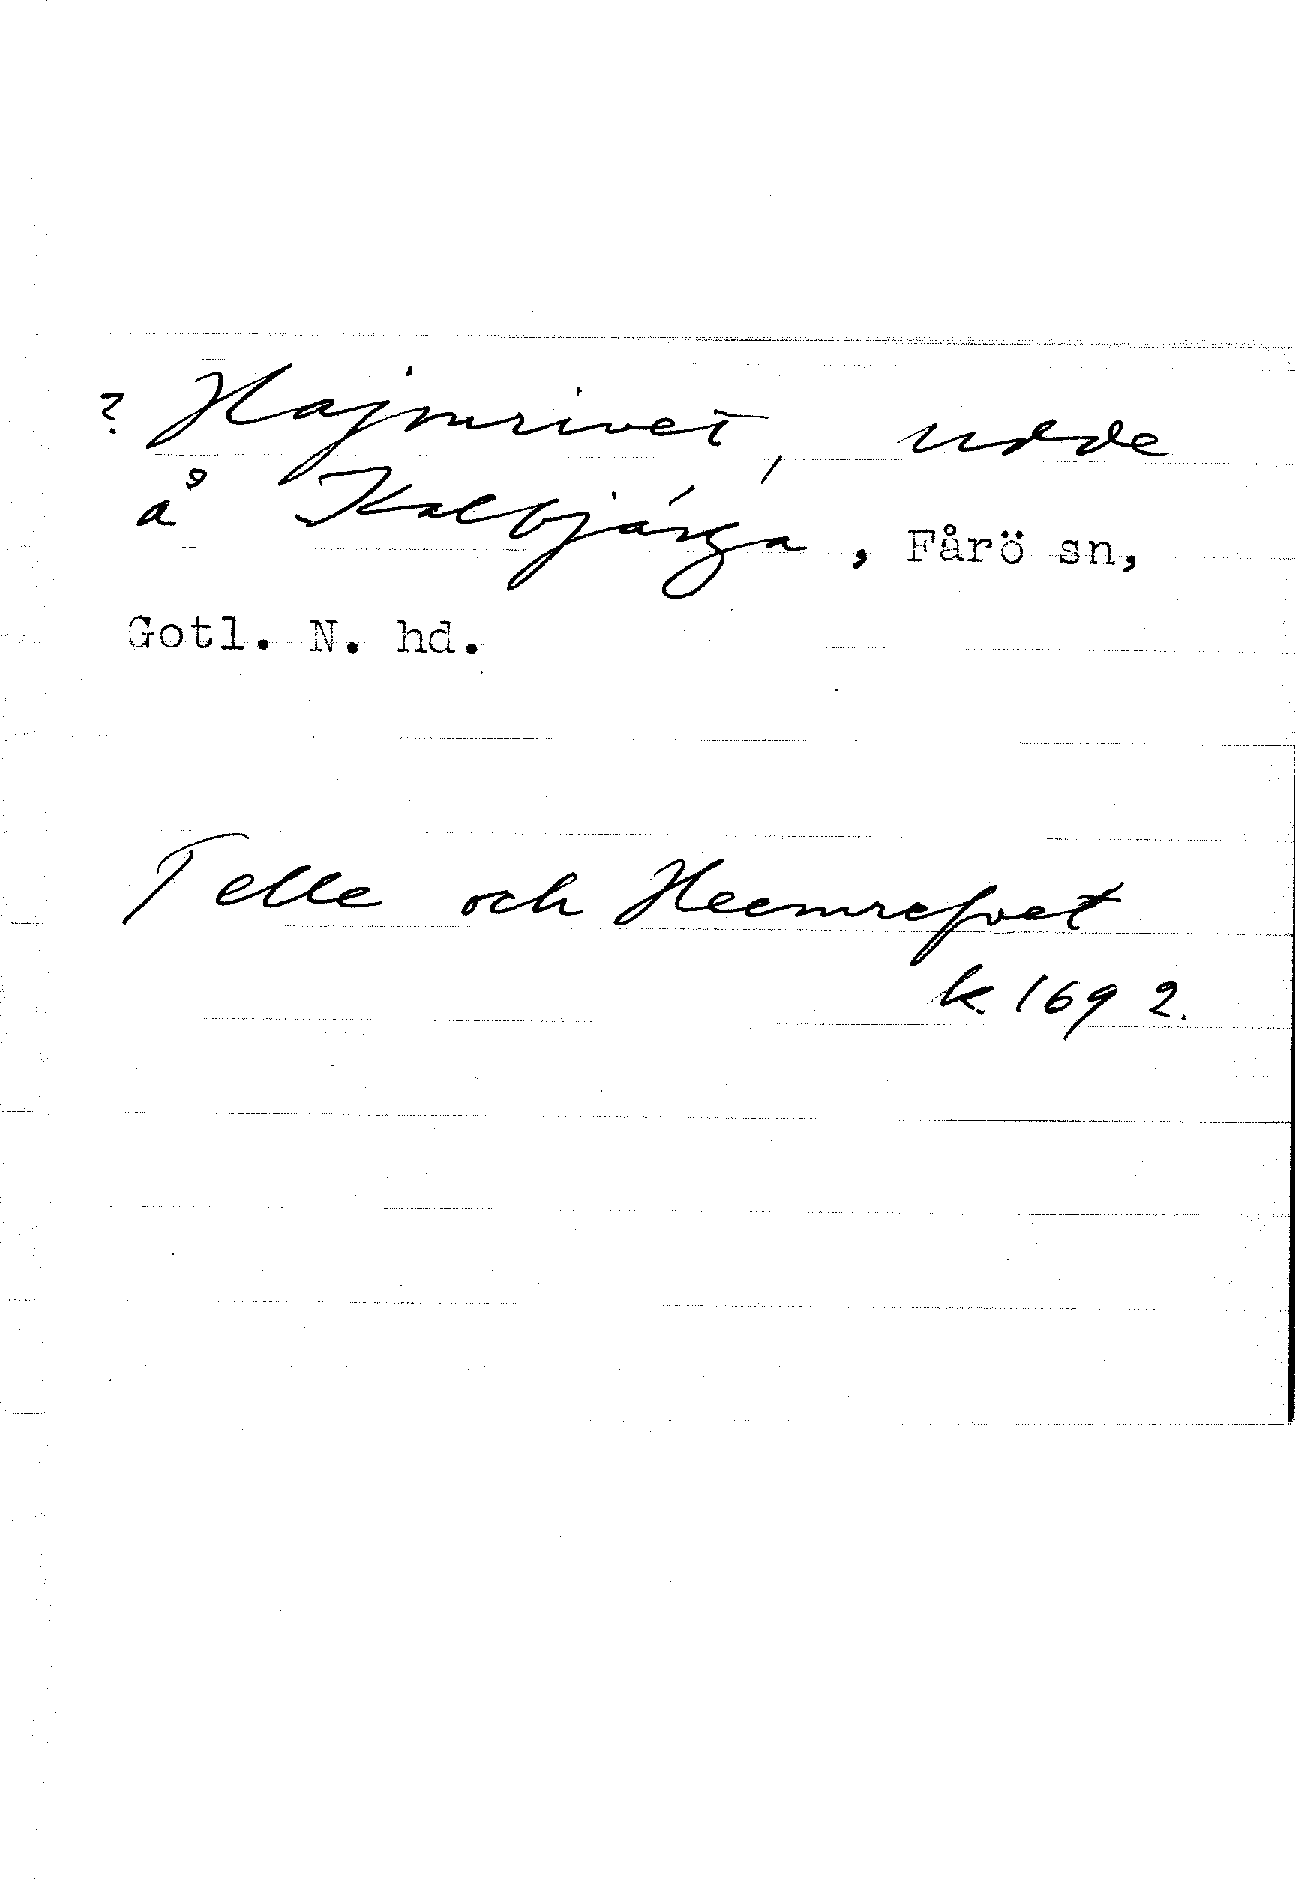 ? Hajmrivet, udde
å Kalbjärga, Fårö sn,
Gotl. N. hd.
Telle och Heemrefvet
k. 1692.